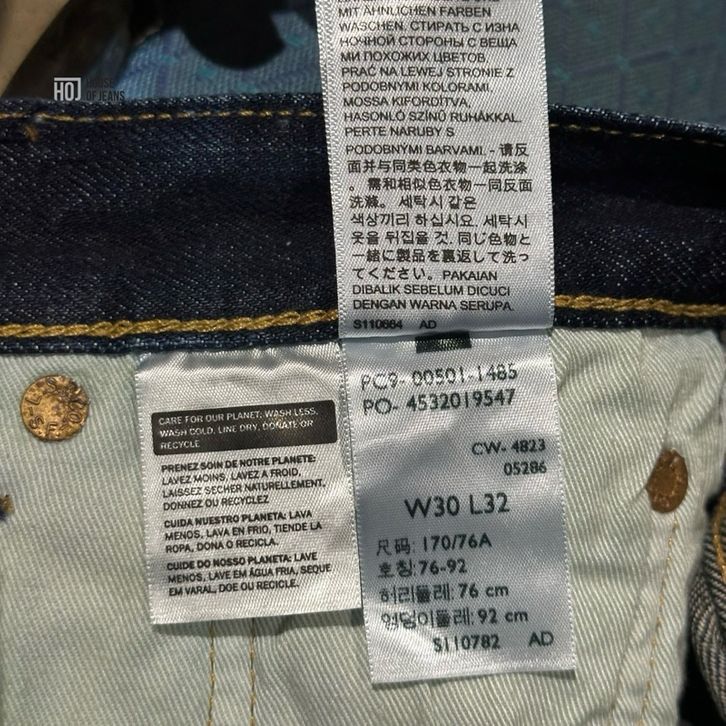 HOJ HOUSE
OF JEANS
MIT ÄHNLICHEN FARBEN
WASCHEN. СТИРАТЬ С ИЗНА
НОЧНОЙ СТОРОНЫ С ВЕЩА
МИ ПОХОЖИХ ЦВЕТОВ.
PRAĆ NA LEWEJ STRONIE Z
PODOBNYMI KOLORAMI.
MOSSA KIFORDÍTVA,
HASONLÓ SZÍNŰ RUHÁKKAL.
PERTE NARUBY S
PODOBNÝMI BARVAMI. - 请反
面并与同类色衣物一起洗涤
。 需和相似色衣物一同反面
洗滌。 세탁시 같은
색상끼리 하십시요. 세탁시
옷을 뒤집을 것. 同じ色物と
一緒に製品を裏返して洗っ
てください。 PAKAIAN
DIBALIK SEBELUM DICUCI
DENGAN WARNA SERUPA.
S110664 AD
CARE FOR OUR PLANET: WASH LESS,
WASH COLD, LINE DRY, DONATE OR
RECYCLE
PRENEZ SOIN DE NOTRE PLANETE:
LAVEZ MOINS, LAVEZ A FROID,
LAISSEZ SECHER NATURELLEMENT,
DONNEZ OU RECYCLEZ
CUIDA NUESTRO PLANETA: LAVA
MENOS, LAVA EN FRIO, TIENDE LA
ROPA, DONA O RECICLA.
CUIDE DO NOSSO PLANETA: LAVE
MENOS, LAVE EM ÁGUA FRIA, SEQUE
EM VARAL, DOE OU RECICLE.
PC9- 00501-1485
PO- 4532019547
CW- 4823
05286
W30 L32
尺码: 170/76A
호칭: 76-92
허리둘레: 76 cm
엉덩이둘레: 92 cm
S110782 AD